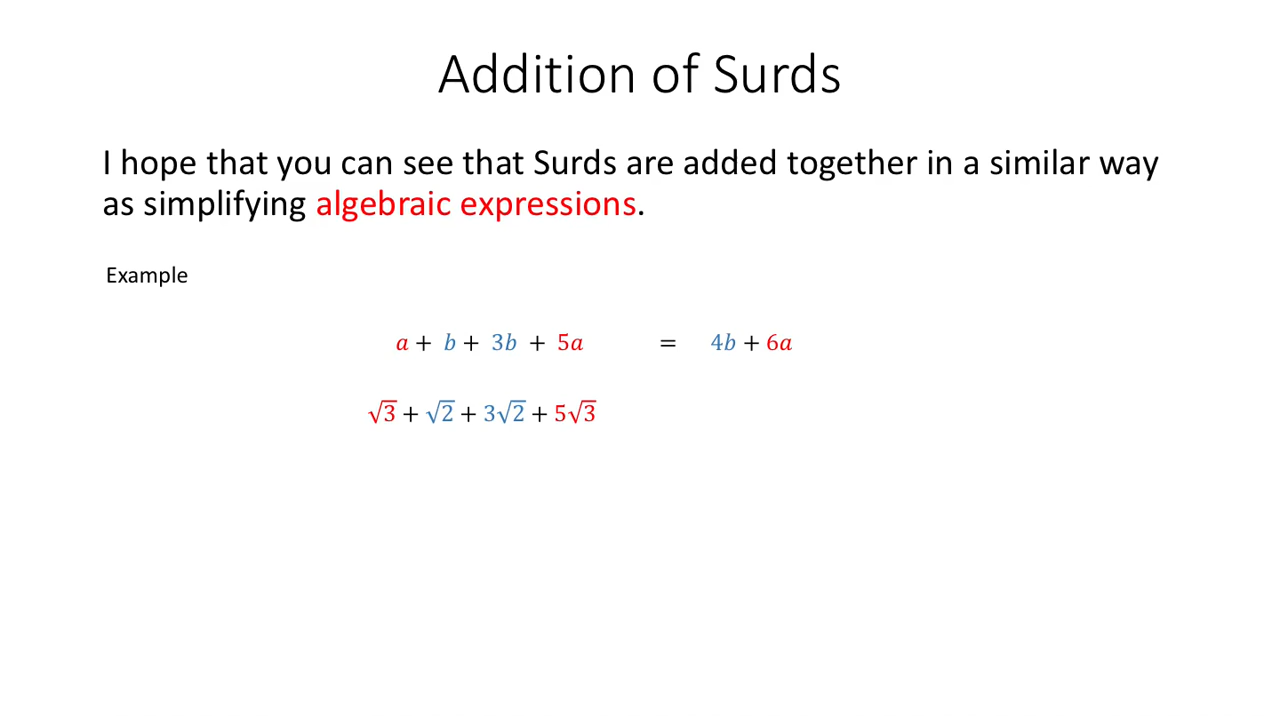 Addition of Surds
I hope that you can see that Surds are added together in a similar way
as simplifying algebraic expressions.
Example
a + b + 3b + 5a = 4b + 6a
√3 + √2 + 3√2 + 5√3